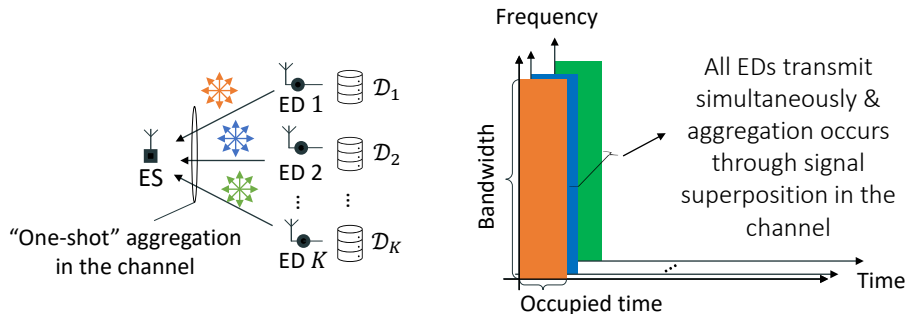 ED 1
𝒟₁
ES
ED 2
𝒟₂
⋮
⋮
ED K
𝒟_K
“One-shot” aggregation
in the channel
Frequency
Bandwidth
Occupied time
...
Time
All EDs transmit
simultaneously &
aggregation occurs
through signal
superposition in the
channel